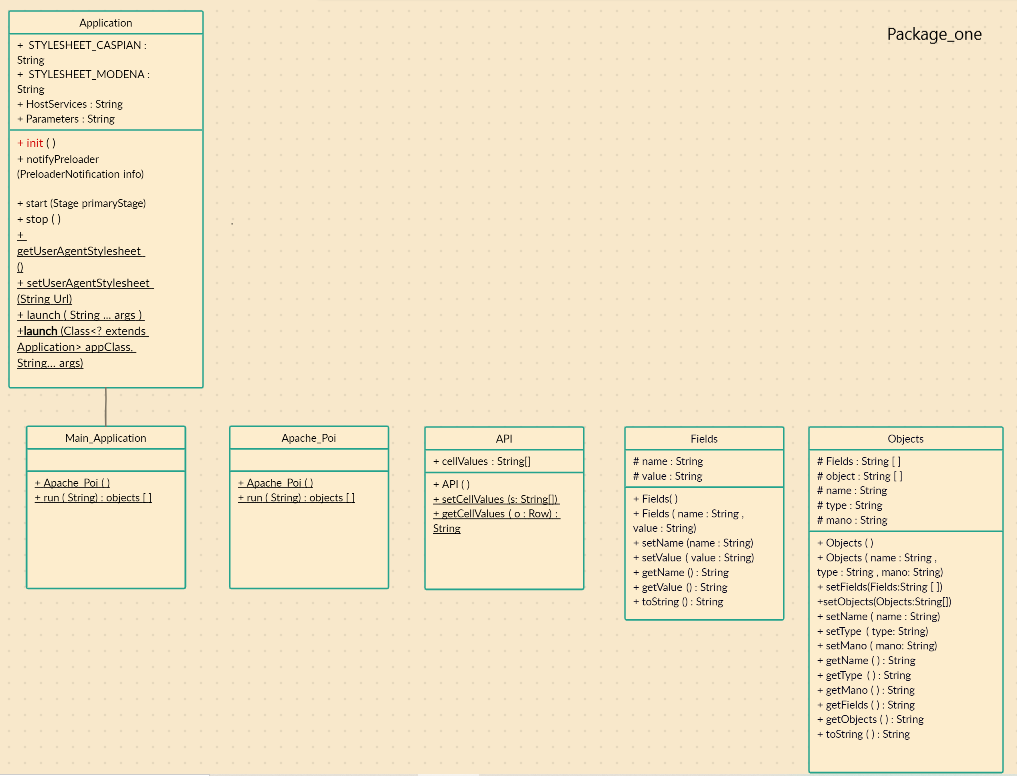 Package_one
Application
+ STYLESHEET_CASPIAN :
String
+ STYLESHEET_MODENA :
String
+ HostServices : String
+ Parameters : String
+ init ( )
+ notifyPreloader
(PreloaderNotification info)
+ start (Stage primaryStage)
+ stop ( )
+
getUserAgentStylesheet
()
+ setUserAgentStylesheet
(String Url)
+ launch ( String ... args )
+launch (Class<? extends
Application> appClass.
String... args)
Main_Application
+ Apache_Poi ( )
+ run ( String) : objects [ ]
Apache_Poi
+ Apache_Poi ( )
+ run ( String) : objects [ ]
API
+ cellValues : String[]
+ API ( )
+ setCellValues (s: String[])
+ getCellValues ( o : Row) :
String
Fields
# name : String
# value : String
+ Fields( )
+ Fields ( name : String ,
value : String)
+ setName (name : String)
+ setValue ( value : String)
+ getName () : String
+ getValue () : String
+ toString () : String
Objects
# Fields : String [ ]
# object : String [ ]
# name : String
# type : String
# mano : String
+ Objects ( )
+ Objects ( name : String ,
type : String , mano: String)
+ setFields(Fields:String [ ])
+setObjects(Objects:String[])
+ setName ( name : String)
+ setType ( type: String)
+ setMano ( mano: String)
+ getName ( ) : String
+ getType ( ) : String
+ getMano ( ) : String
+ getFields ( ) : String
+ getObjects ( ) : String
+ toString ( ) : String